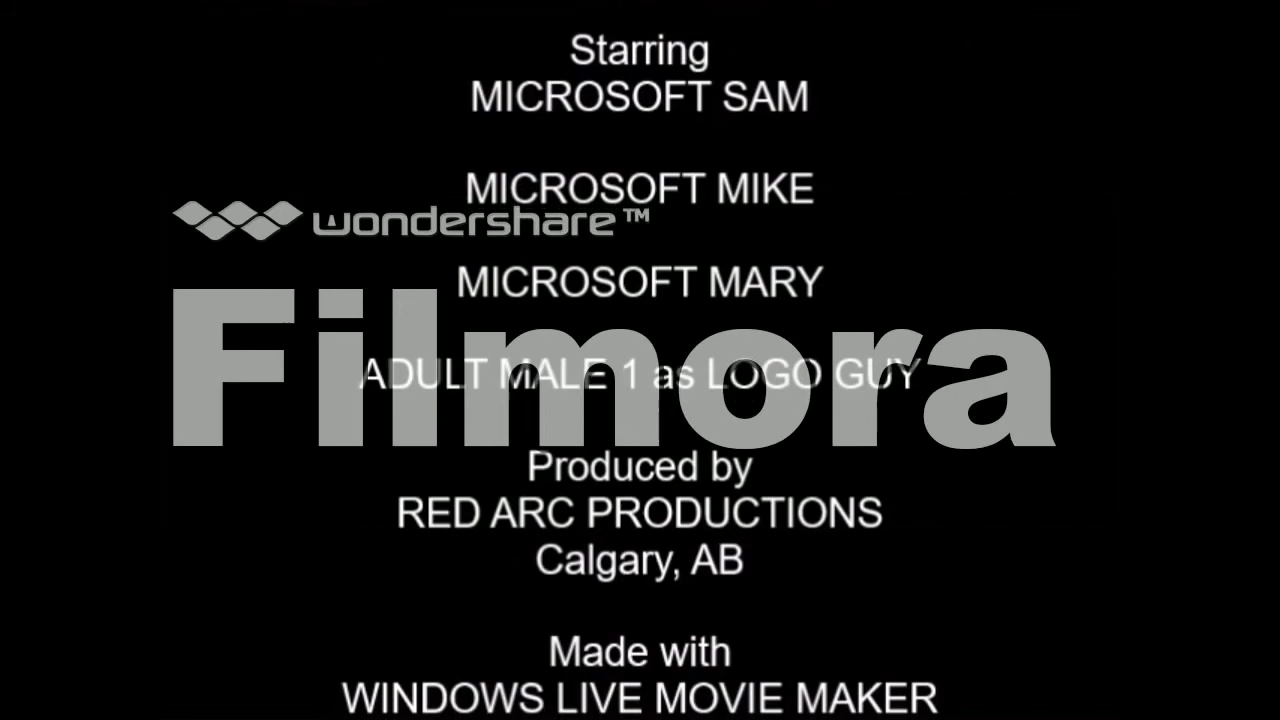 Starring
MICROSOFT SAM
MICROSOFT MIKE
wondershare™
MICROSOFT MARY
Filmora
ADULT MALE 1 as LOGO GUY
Produced by
RED ARC PRODUCTIONS
Calgary, AB
Made with
WINDOWS LIVE MOVIE MAKER